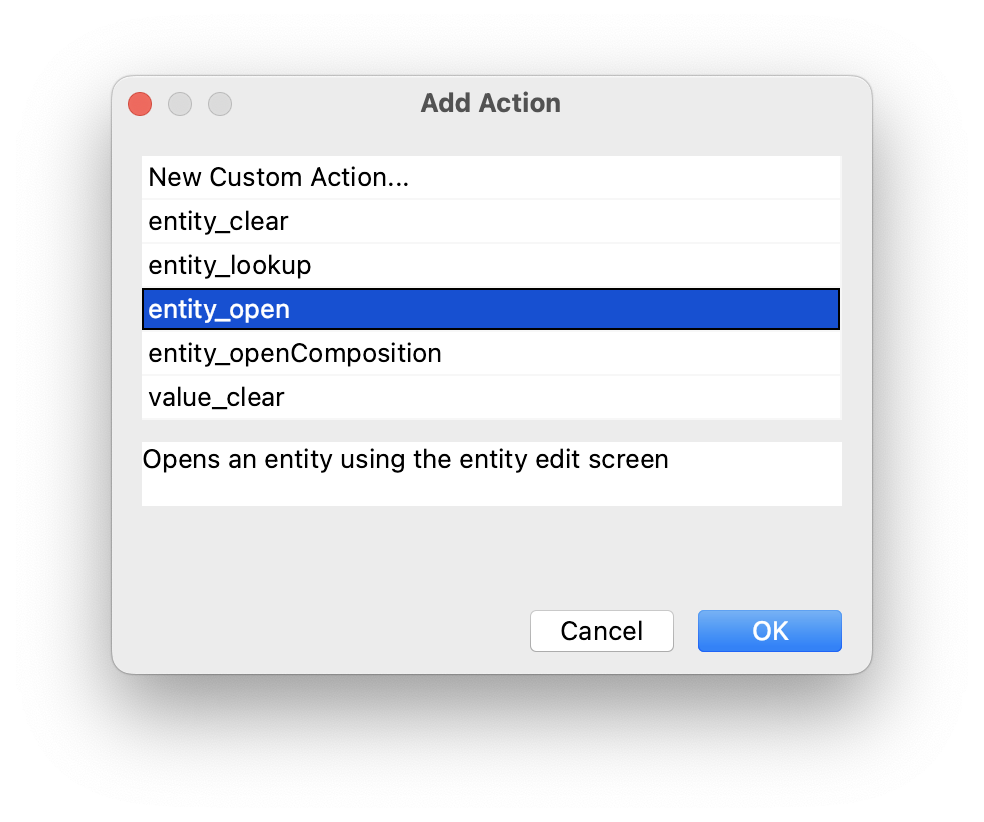 Add Action
New Custom Action...
entity_clear
entity_lookup
entity_open
entity_openComposition
value_clear
Opens an entity using the entity edit screen
Cancel
OK